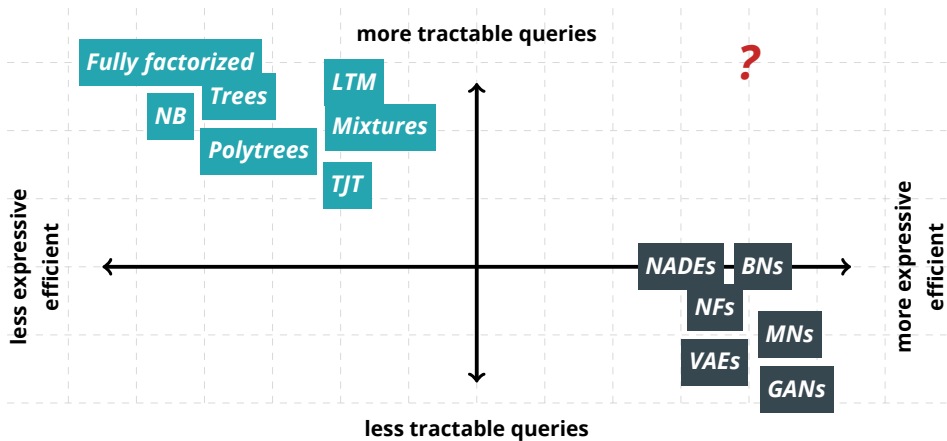 more tractable queries
?
Fully factorized
LTM
Trees
NB
Mixtures
Polytrees
TJT
less expressive
efficient
more expressive
efficient
NADEs
BNs
NFs
MNs
VAEs
GANs
less tractable queries